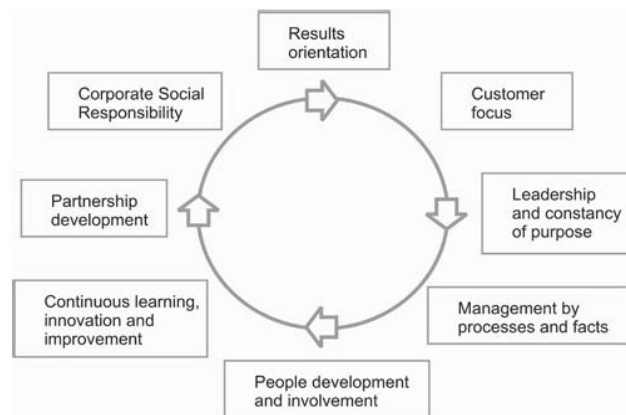 Results
orientation
Customer
focus
Leadership
and constancy
of purpose
Management by
processes and facts
People development
and involvement
Continuous learning,
innovation and
improvement
Partnership
development
Corporate Social
Responsibility